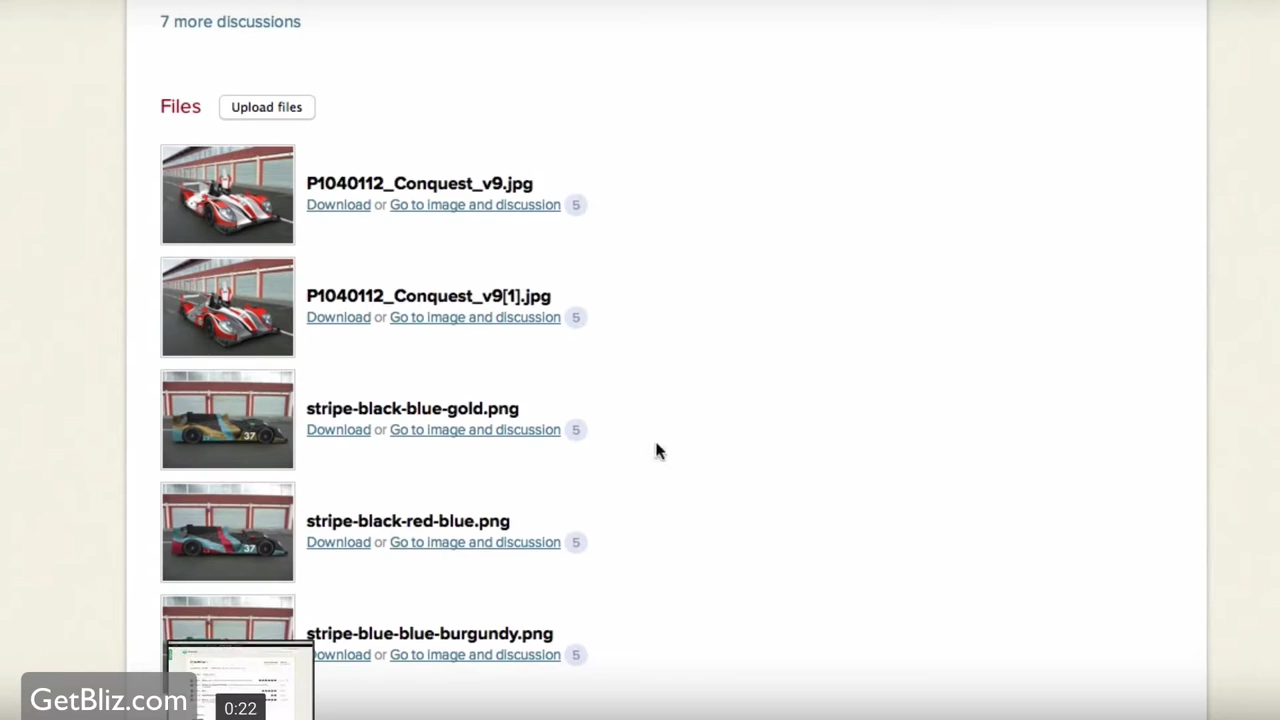 7 more discussions
Files Upload files
P1040112_Conquest_v9.jpg
Download or Go to image and discussion 5
P1040112_Conquest_v9[1].jpg
Download or Go to image and discussion 5
stripe-black-blue-gold.png
37
Download or Go to image and discussion 5
stripe-black-red-blue.png
Download or Go to image and discussion 5
37
stripe-blue-blue-burgundy.png
ownload or Go to image and discussion 5
GetBliz.com
0:22